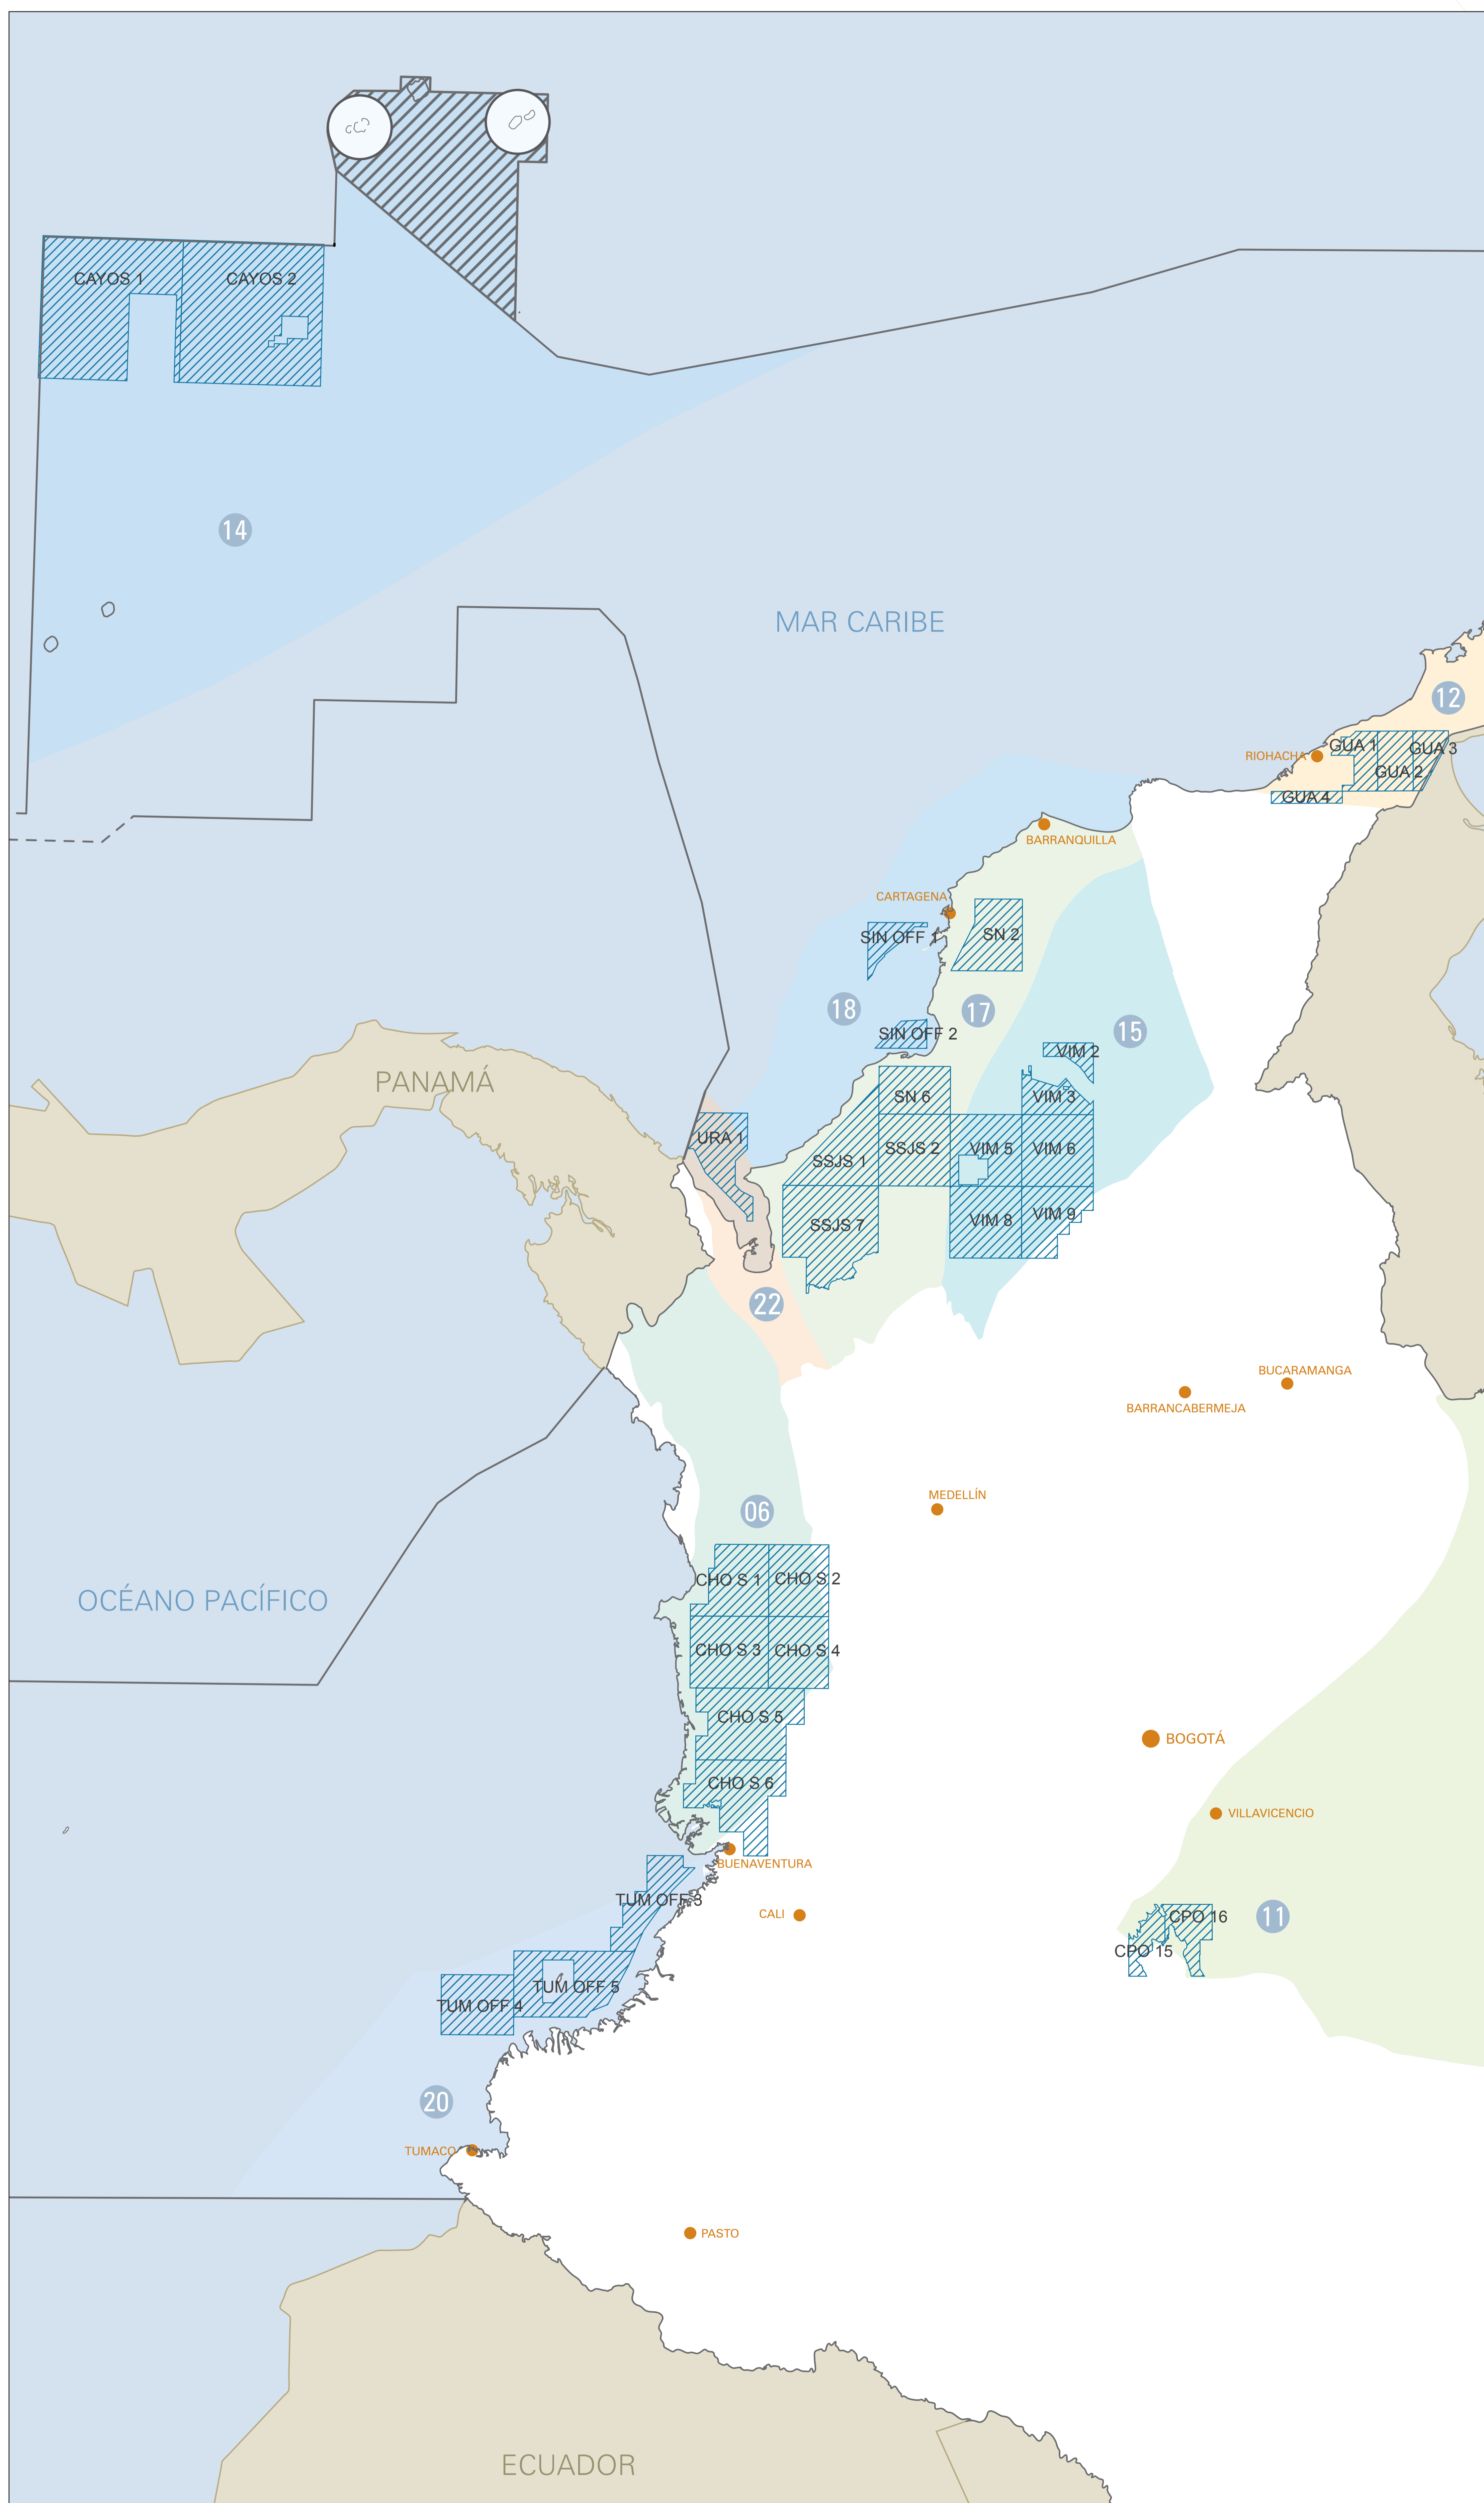 CAYOS 1
CAYOS 2
14
MAR CARIBE
12
RIOHACHA
GUA 1
GUA 3
GUA 2
GUA 4
BARRANQUILLA
CARTAGENA
SIN OFF 1
SN 2
18
17
15
SIN OFF 2
VIM 2
PANAMÁ
SN 6
VIM 3
URA 1
SSJS 1
SSJS 2
VIM 5
VIM 6
SSJS 7
VIM 8
VIM 9
22
BUCARAMANGA
BARRANCABERMEJA
MEDELLÍN
06
CHO S 1
CHO S 2
OCÉANO PACÍFICO
CHO S 3
CHO S 4
CHO S 5
BOGOTÁ
CHO S 6
VILLAVICENCIO
BUENAVENTURA
TUM OFF 3
CALI
CPO 16
11
CPO 15
TUM OFF 5
TUM OFF 4
20
TUMACO
PASTO
ECUADOR